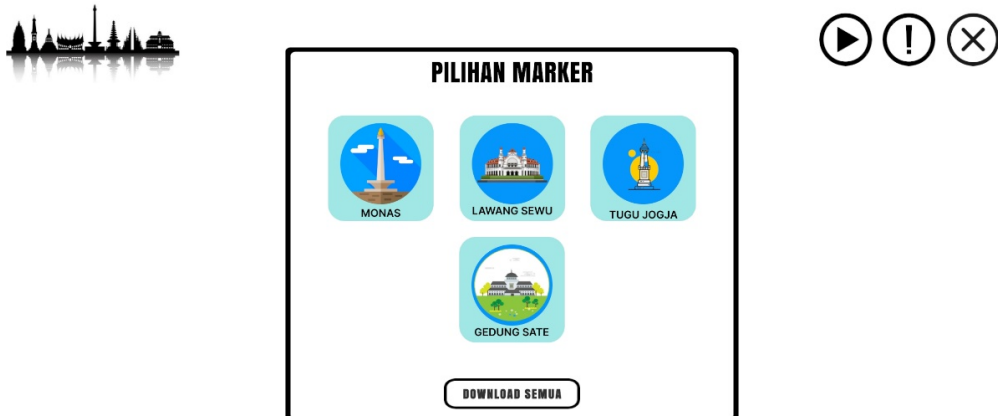 PILIHAN MARKER
MONAS
LAWANG SEWU
TUGU JOGJA
GEDUNG SATE
DOWNLOAD SEMUA